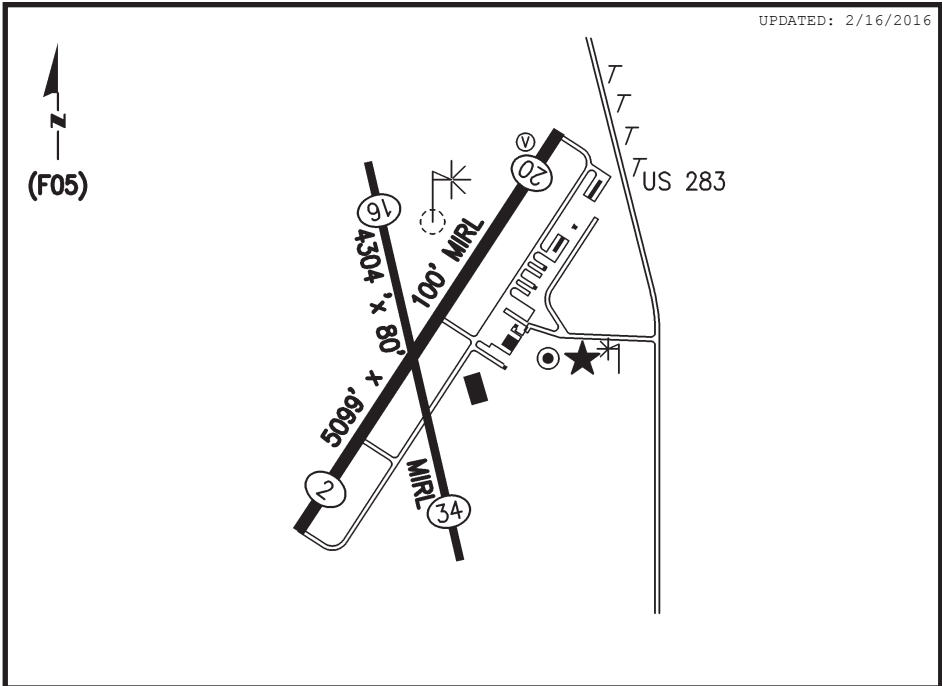 UPDATED: 2/16/2016
N
(F05)
T
T
T
T
US 283
V
20
16
4304 'x 80'
100' MIRL
5099' x
2
MIRL
34